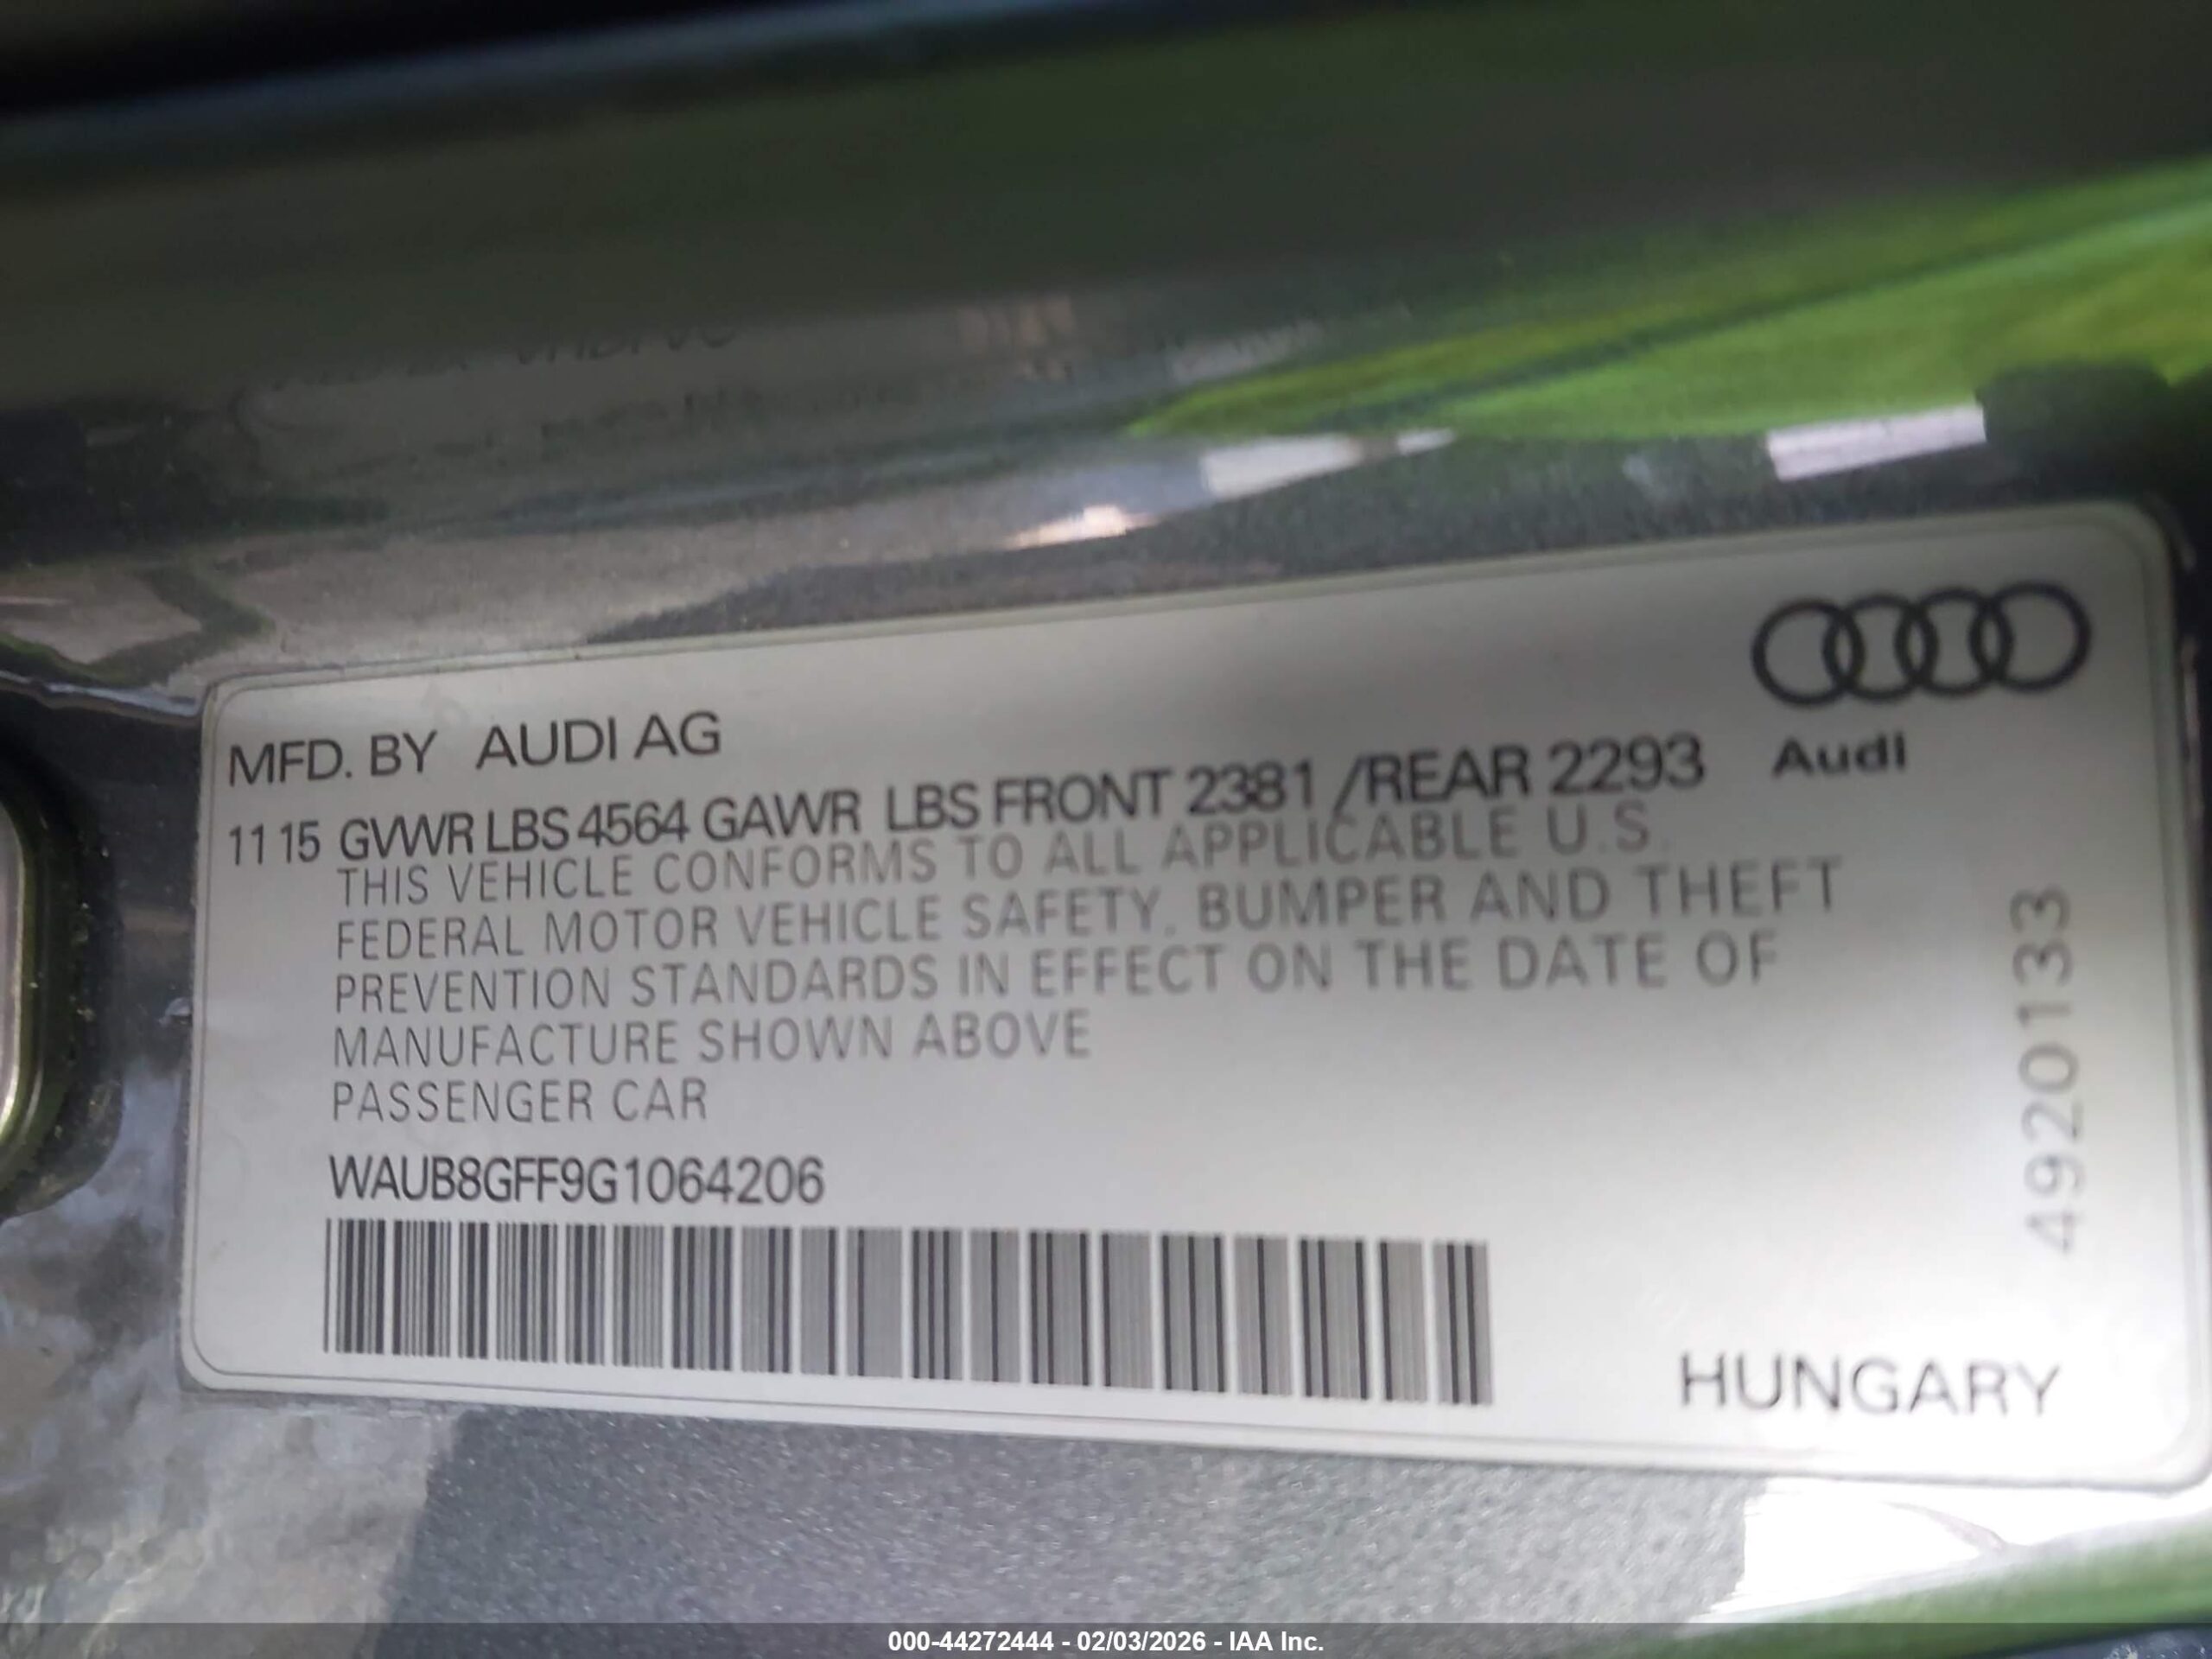 MFD. BY AUDI AG
11 15 GVWR LBS 4564 GAWR LBS FRONT 2381 /REAR 2293
Audi
THIS VEHICLE CONFORMS TO ALL APPLICABLE U.S.
FEDERAL MOTOR VEHICLE SAFETY, BUMPER AND THEFT
PREVENTION STANDARDS IN EFFECT ON THE DATE OF
MANUFACTURE SHOWN ABOVE
PASSENGER CAR
WAUB8GFF9G1064206
4920133
HUNGARY
000-44272444 - 02/03/2026 - IAA Inc.